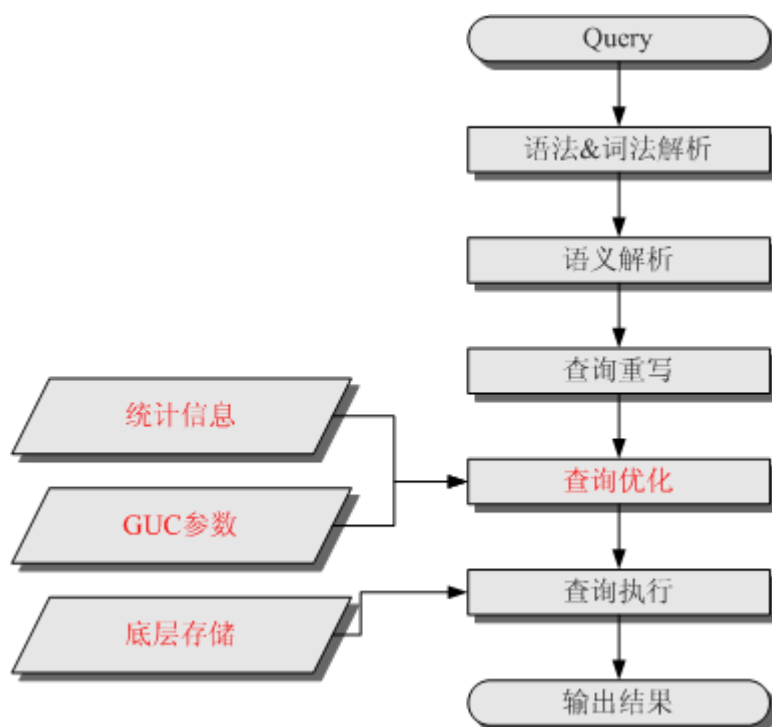 Query
语法&词法解析
语义解析
查询重写
统计信息
查询优化
GUC参数
查询执行
底层存储
输出结果